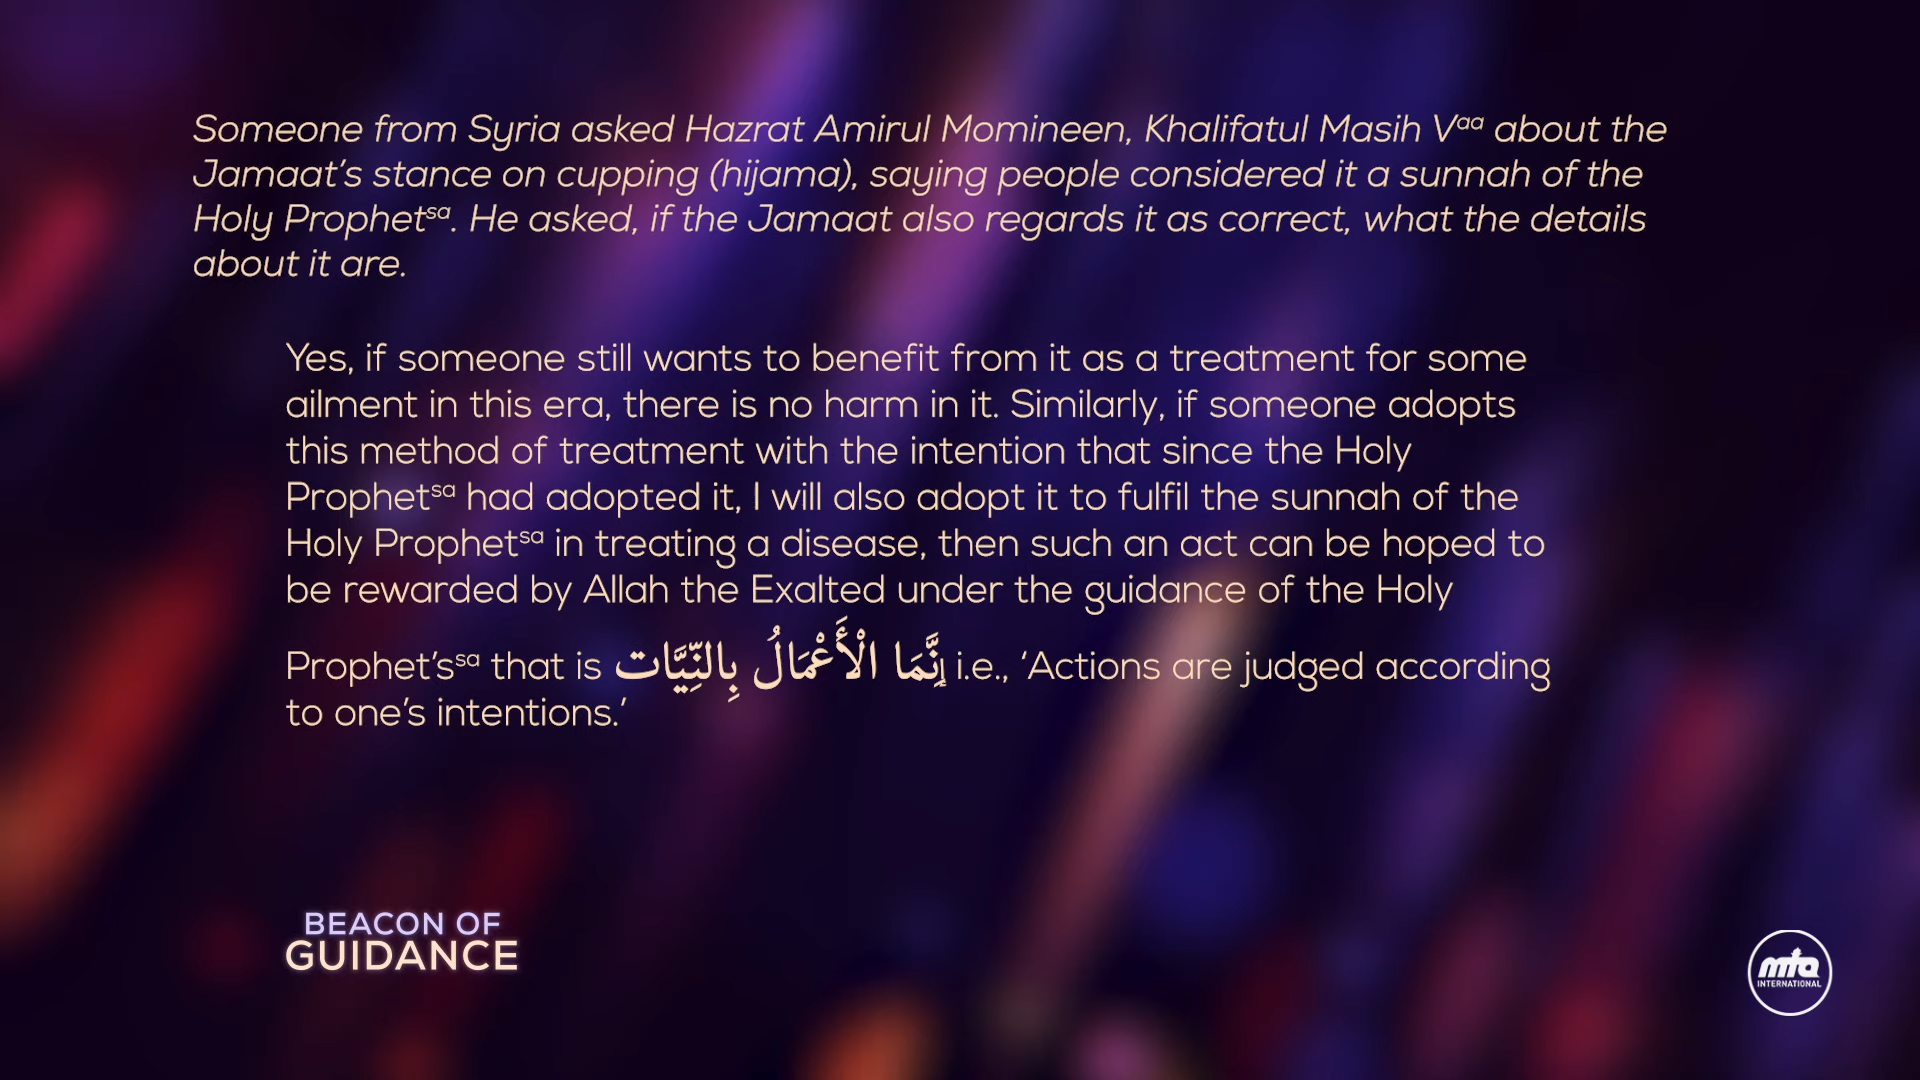 Someone from Syria asked Hazrat Amirul Momineen, Khalifatul Masih Vᵃᵃ about the
Jamaat’s stance on cupping (hijama), saying people considered it a sunnah of the
Holy Prophetˢᵃ. He asked, if the Jamaat also regards it as correct, what the details
about it are.
Yes, if someone still wants to benefit from it as a treatment for some
ailment in this era, there is no harm in it. Similarly, if someone adopts
this method of treatment with the intention that since the Holy
Prophetˢᵃ had adopted it, I will also adopt it to fulfil the sunnah of the
Holy Prophetˢᵃ in treating a disease, then such an act can be hoped to
be rewarded by Allah the Exalted under the guidance of the Holy
Prophet’sˢᵃ that is إِنَّمَا الْأَعْمَالُ بِالنِّيَّات i.e., ‘Actions are judged according
to one’s intentions.’
BEACON OF
GUIDANCE
mta
INTERNATIONAL